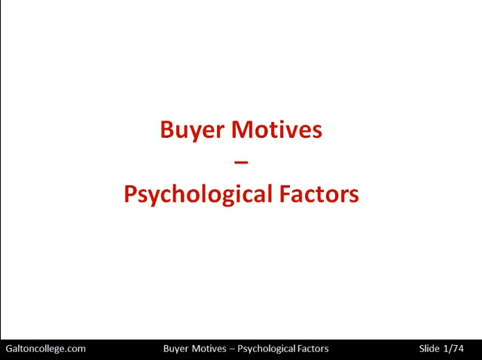 Buyer Motives
–
Psychological Factors
Galtoncollege.com Buyer Motives – Psychological Factors Slide 1/74